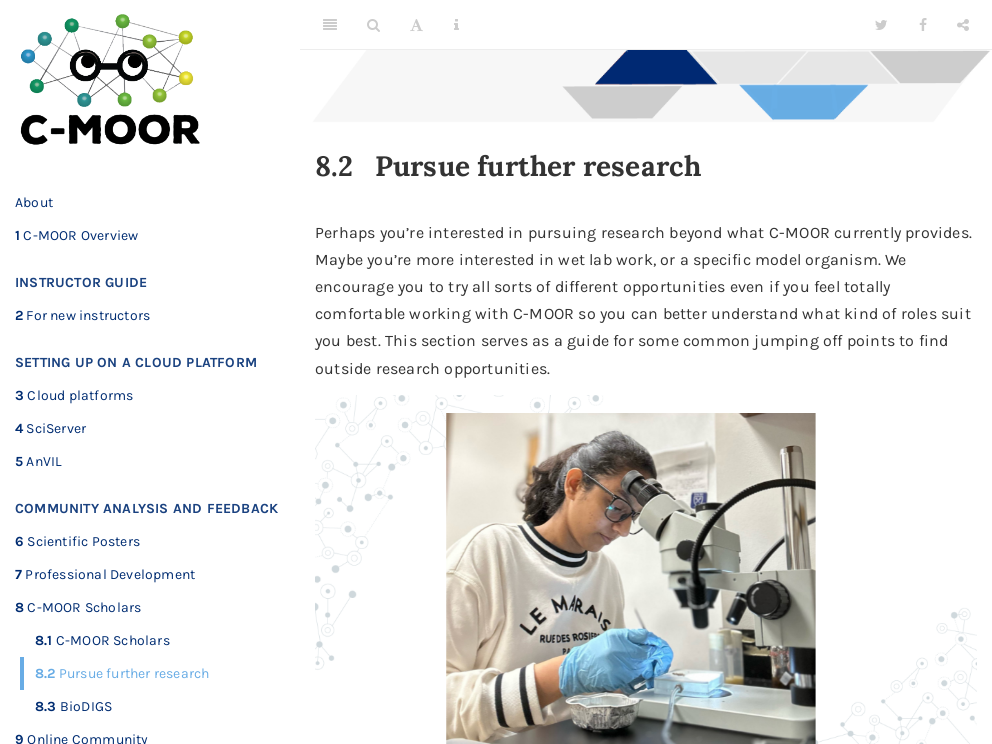 C-MOOR
About
1 C-MOOR Overview
INSTRUCTOR GUIDE
2 For new instructors
SETTING UP ON A CLOUD PLATFORM
3 Cloud platforms
4 SciServer
5 AnVIL
COMMUNITY ANALYSIS AND FEEDBACK
6 Scientific Posters
7 Professional Development
8 C-MOOR Scholars
8.1 C-MOOR Scholars
8.2 Pursue further research
8.3 BioDIGS
9 Online Community
A
8.2 Pursue further research
Perhaps you’re interested in pursuing research beyond what C-MOOR currently provides.
Maybe you’re more interested in wet lab work, or a specific model organism. We
encourage you to try all sorts of different opportunities even if you feel totally
comfortable working with C-MOOR so you can better understand what kind of roles suit
you best. This section serves as a guide for some common jumping off points to find
outside research opportunities.
LE MARAIS
RUE DES ROSIERS